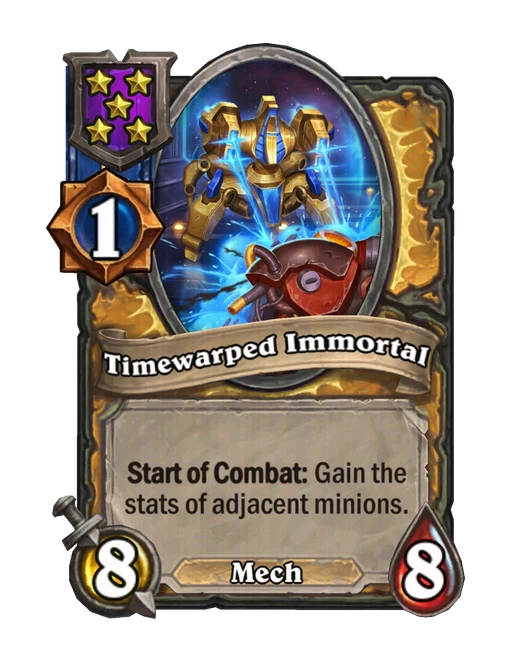 1
Timewarped Immortal
Start of Combat: Gain the
stats of adjacent minions.
8
Mech
8